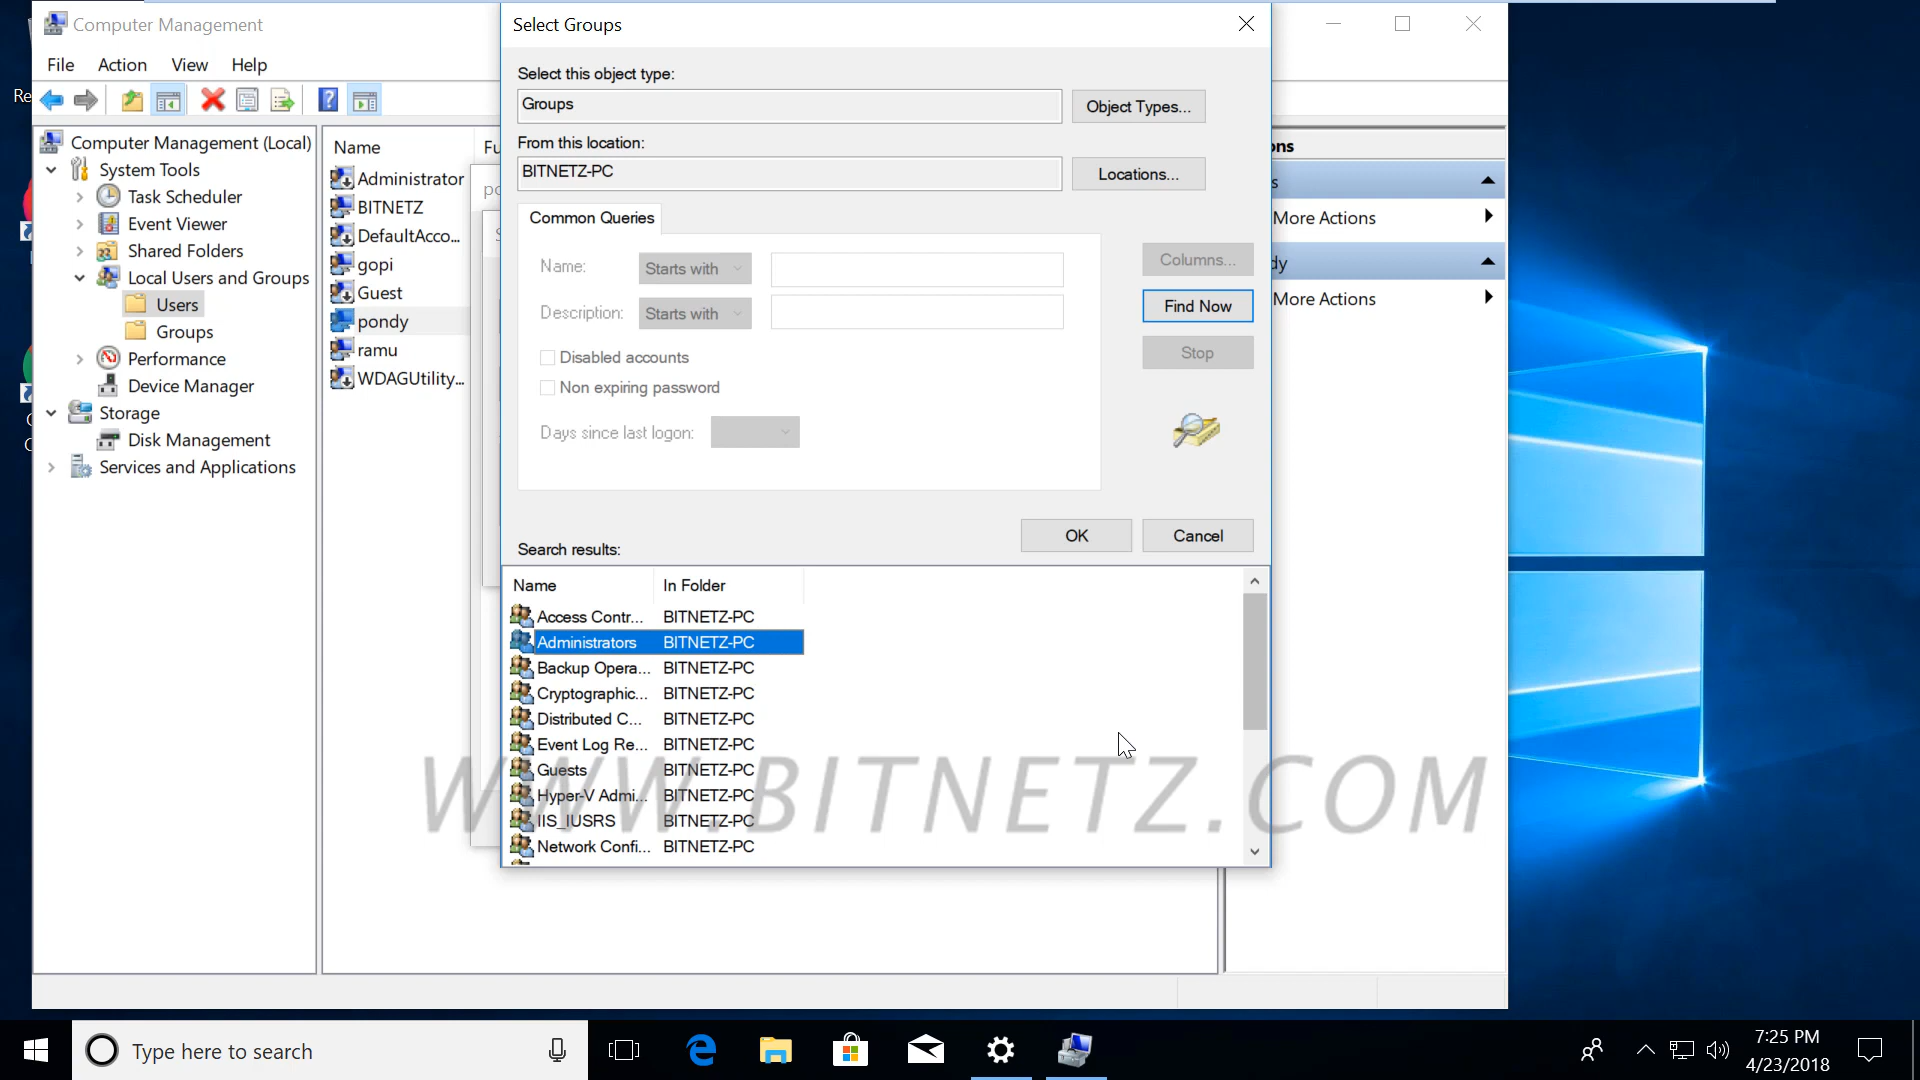 Computer Management
File Action View Help
Re
Computer Management (Local)
System Tools
Task Scheduler
Event Viewer
Shared Folders
Local Users and Groups
Users
Groups
Performance
Device Manager
Storage
Disk Management
Services and Applications
Name Fu
Administrator
BITNETZ
DefaultAcco...
gopi
Guest
pondy
ramu
WDAGUtility...
Select Groups
Select this object type:
Groups
Object Types...
From this location:
BITNETZ-PC
Locations...
Common Queries
Name: Starts with
Description: Starts with
Disabled accounts
Non expiring password
Days since last logon:
Columns...
Find Now
Stop
OK
Cancel
Search results:
Name In Folder
Access Contr... BITNETZ-PC
Administrators BITNETZ-PC
Backup Opera... BITNETZ-PC
Cryptographic... BITNETZ-PC
Distributed C... BITNETZ-PC
Event Log Re... BITNETZ-PC
Guests BITNETZ-PC
Hyper-V Admi... BITNETZ-PC
IIS_IUSRS BITNETZ-PC
Network Confi... BITNETZ-PC
ons
s
More Actions
dy
More Actions
WWW.BITNETZ.COM
Type here to search
7:25 PM
4/23/2018